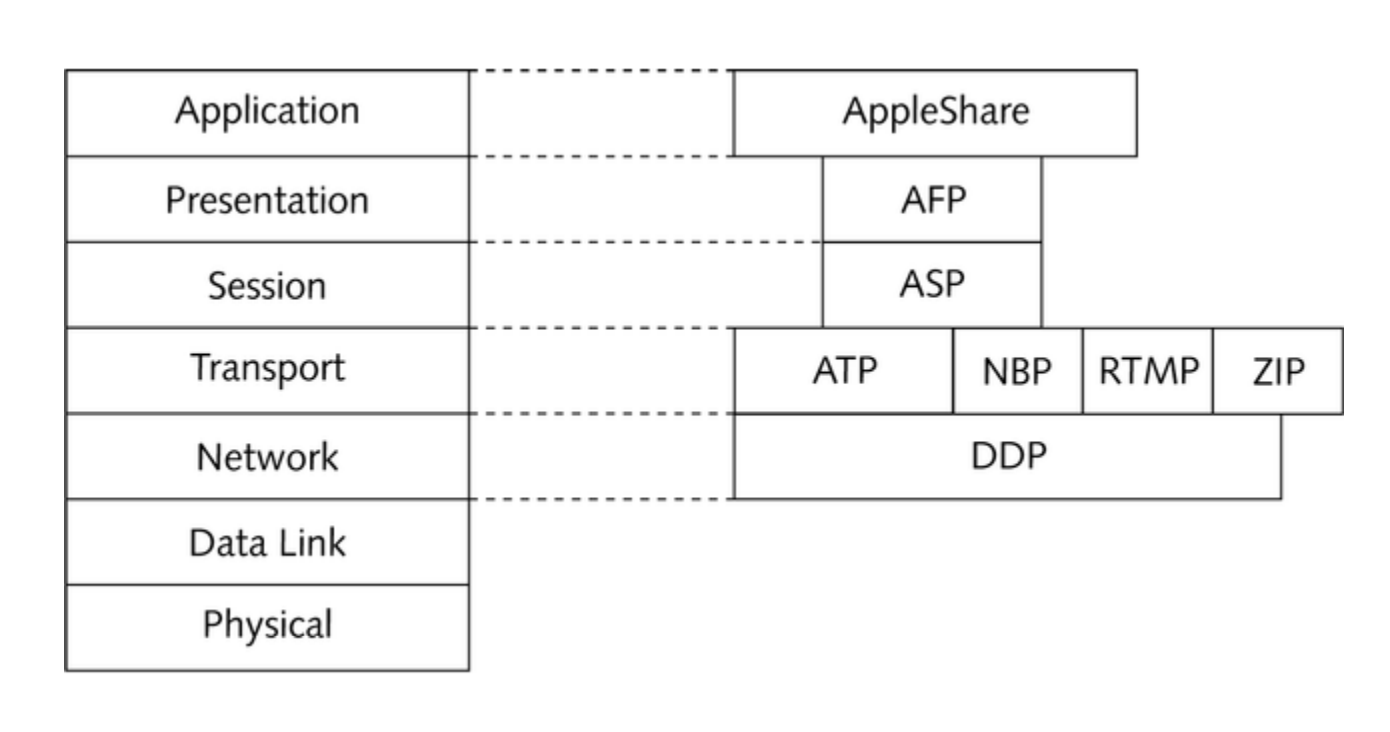 Application
AppleShare
Presentation
AFP
Session
ASP
Transport
ATP
NBP
RTMP
ZIP
Network
DDP
Data Link
Physical